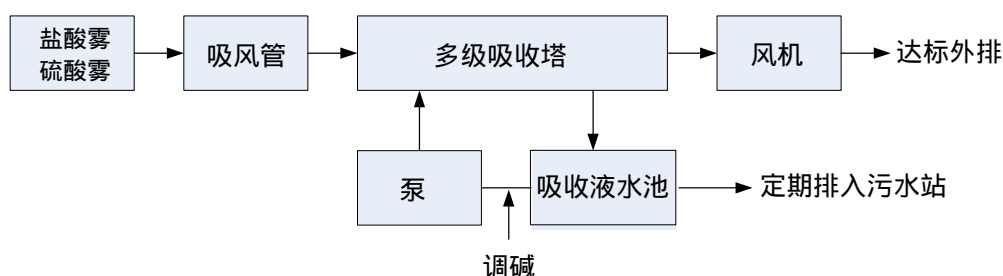 盐酸雾
硫酸雾
吸风管
多级吸收塔
风机
达标外排
泵
吸收液水池
定期排入污水站
调碱